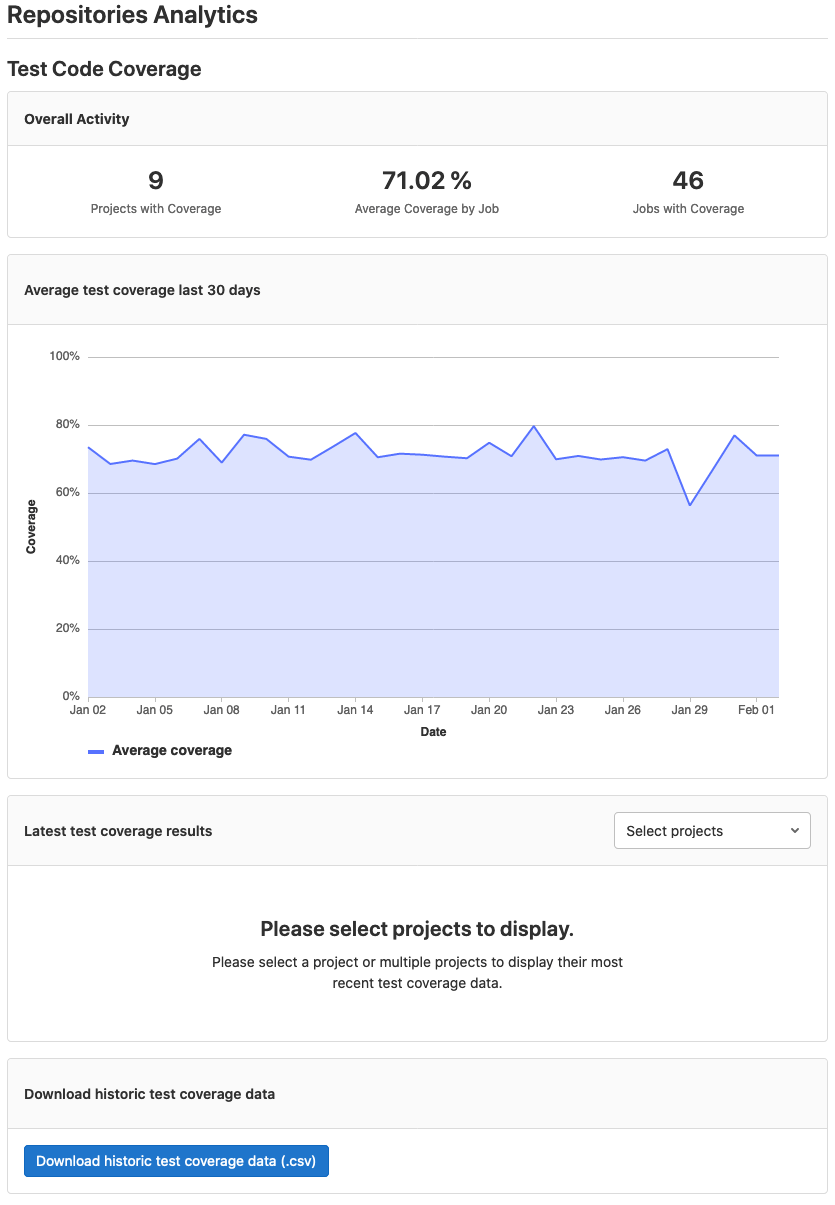 Repositories Analytics
Test Code Coverage
Overall Activity
9
71.02 %
46
Projects with Coverage
Average Coverage by Job
Jobs with Coverage
Average test coverage last 30 days
100%
80%
60%
40%
20%
0%
Coverage
Jan 02
Jan 05
Jan 08
Jan 11
Jan 14
Jan 17
Jan 20
Jan 23
Jan 26
Jan 29
Feb 01
Date
Average coverage
Latest test coverage results
Select projects
Please select projects to display.
Please select a project or multiple projects to display their most
recent test coverage data.
Download historic test coverage data
Download historic test coverage data (.csv)